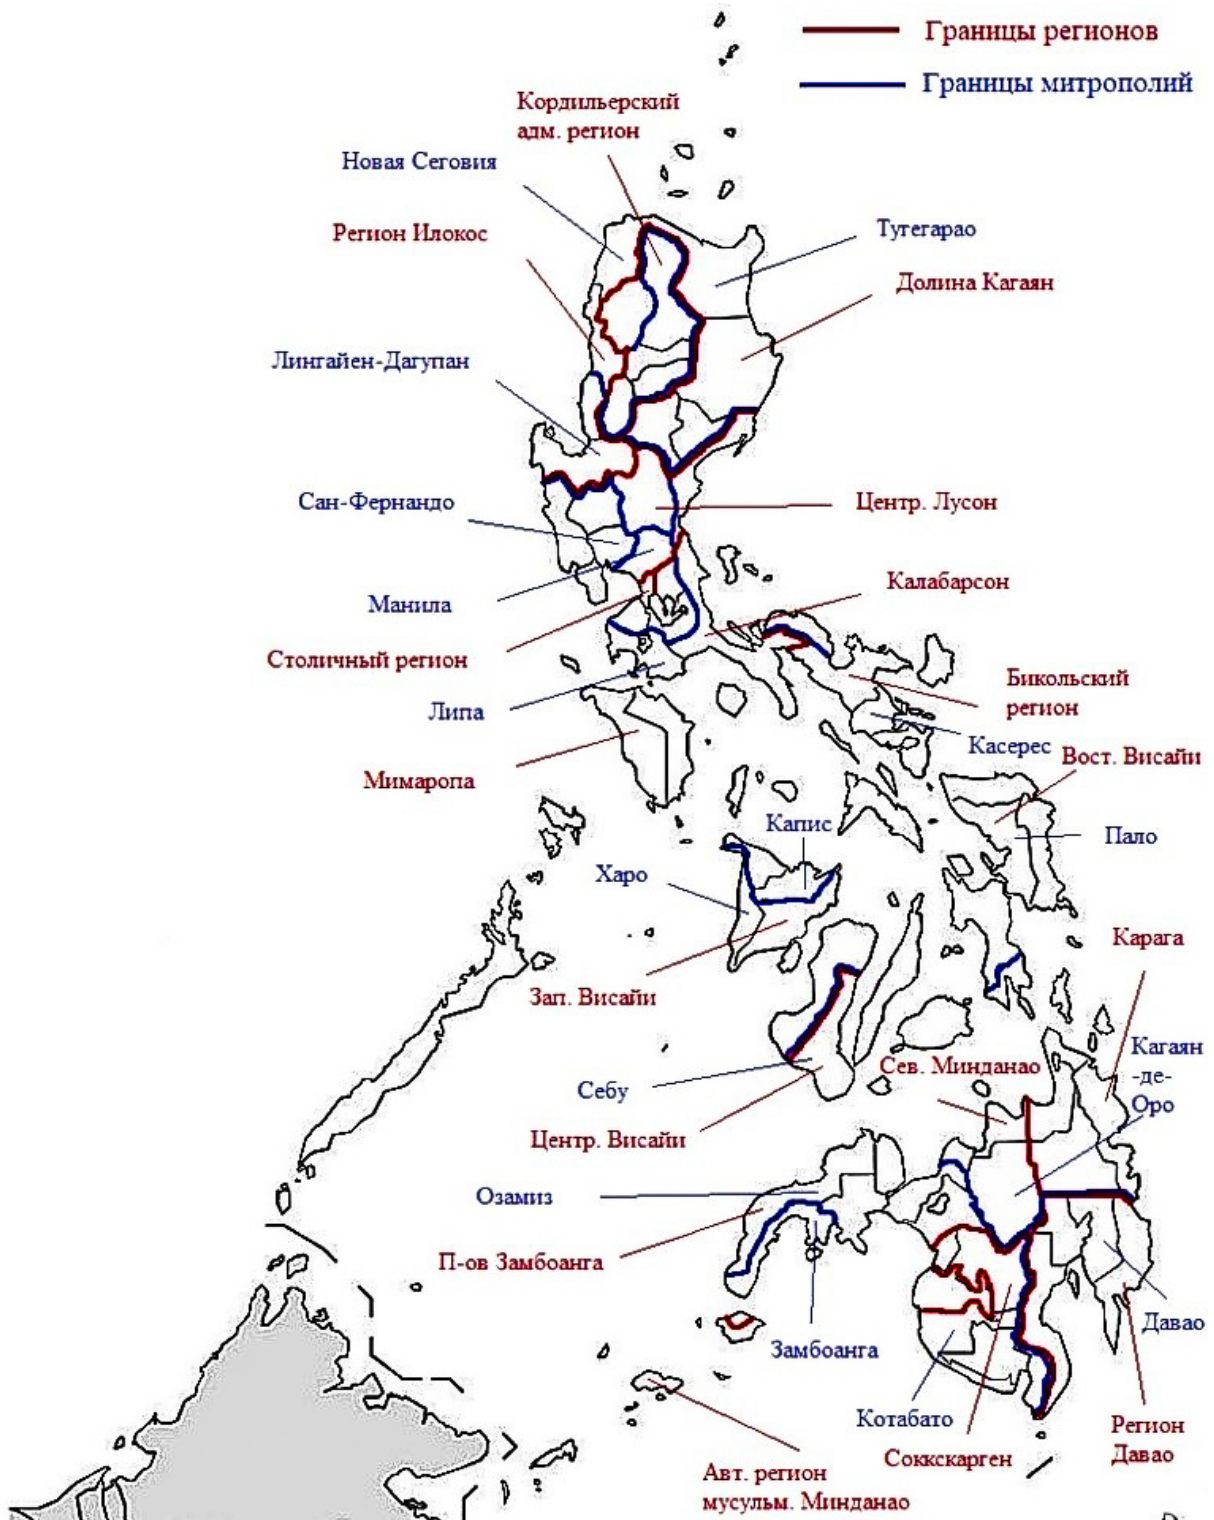 Границы регионов
Границы митрополий
Кордильерский
адм. регион
Новая Сеговия
Регион Илокос
Тугегарао
Долина Кагаян
Лингайен-Дагупан
Сан-Фернандо
Центр. Лусон
Манила
Калабарсон
Столичный регион
Липа
Бикольский
регион
Касерес
Мимаропа
Вост. Висайи
Капис
Пало
Харо
Карага
Зап. Висайи
Кагаян
-де-
Оро
Сев. Минданао
Себу
Центр. Висайи
Озамиз
П-ов Замбоанга
Давао
Замбоанга
Котабато
Соккскарген
Регион
Давао
Авт. регион
мусульм. Минданао